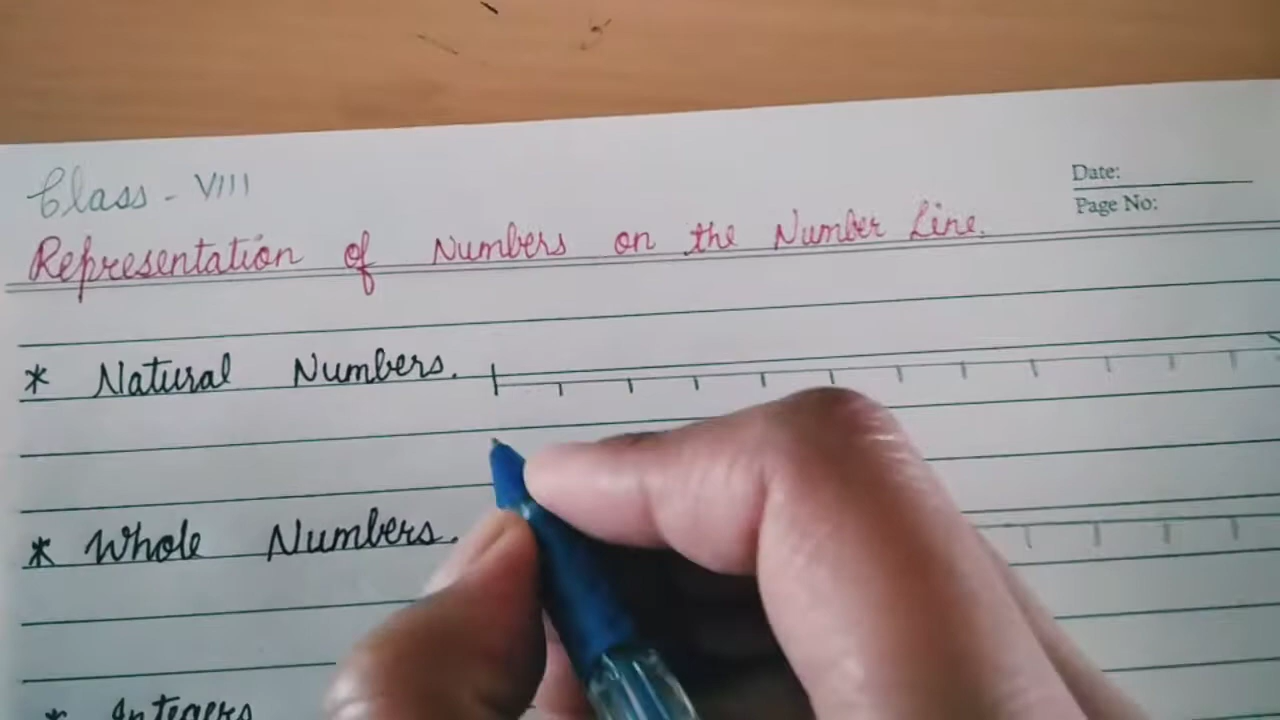 Class - VIII
Date:
Page No:
Representation of Numbers on the Number Line.
* Natural Numbers.
* Whole Numbers.
* Integers